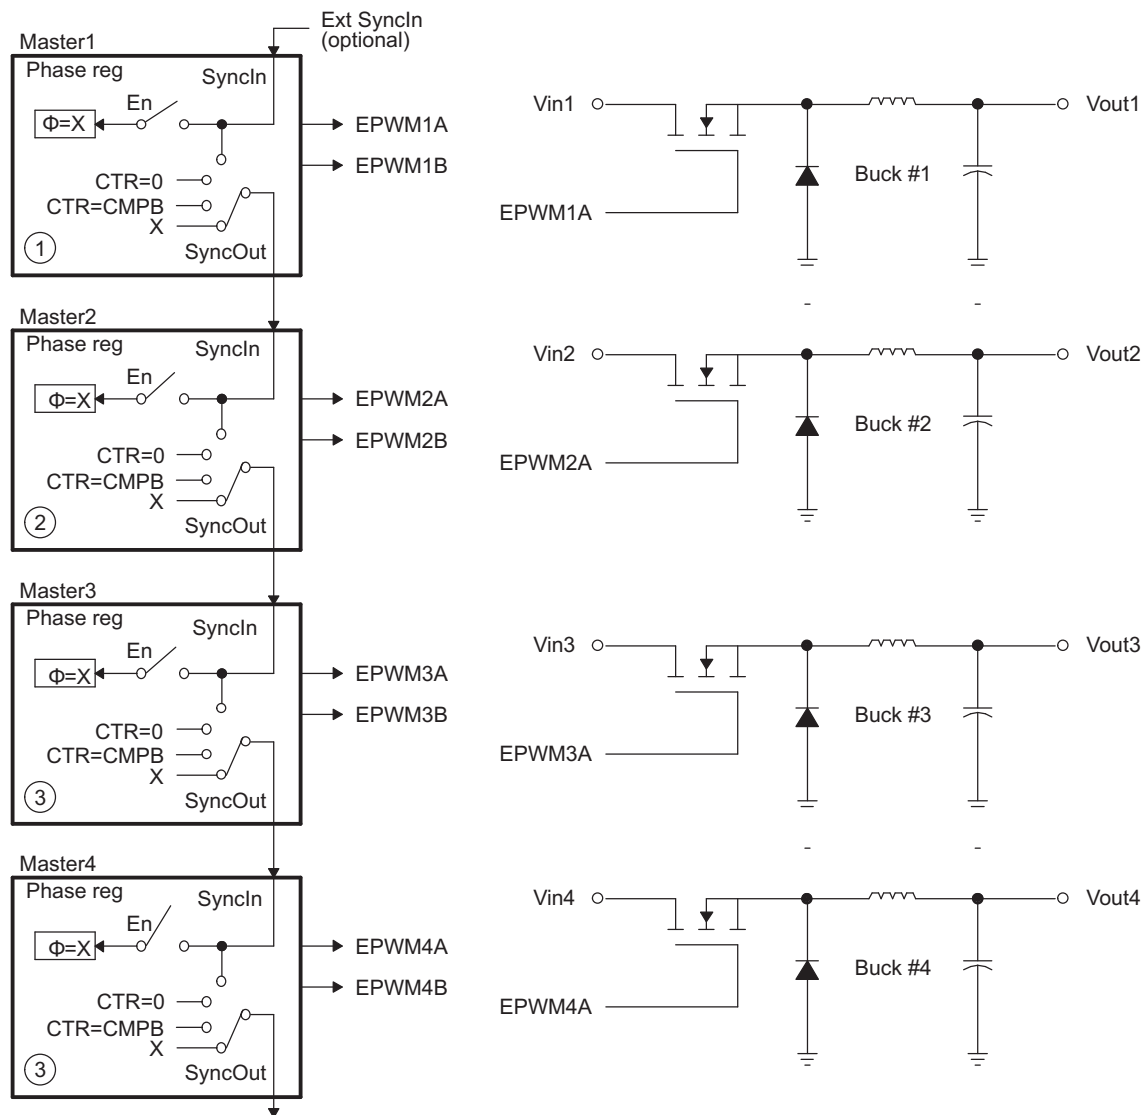 Ext SyncIn
(optional)
Master1
Phase reg
SyncIn
En
Φ=X
EPWM1A
EPWM1B
CTR=0
CTR=CMPB
X
SyncOut
1
Vin1
Vout1
Buck #1
EPWM1A
Master2
Phase reg
SyncIn
En
Φ=X
EPWM2A
EPWM2B
CTR=0
CTR=CMPB
X
SyncOut
2
Vin2
Vout2
Buck #2
EPWM2A
Master3
Phase reg
SyncIn
En
Φ=X
EPWM3A
EPWM3B
CTR=0
CTR=CMPB
X
SyncOut
3
Vin3
Vout3
Buck #3
EPWM3A
Master4
Phase reg
SyncIn
En
Φ=X
EPWM4A
EPWM4B
CTR=0
CTR=CMPB
X
SyncOut
3
Vin4
Vout4
Buck #4
EPWM4A